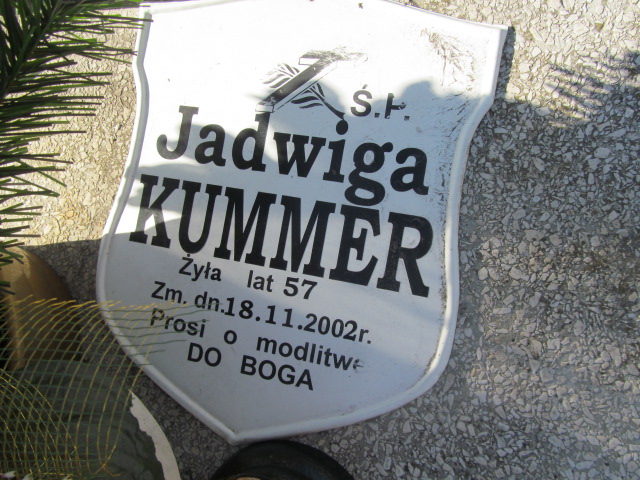 Ś.P.
Jadwiga
KUMMER
Żyła lat 57
Zm. dn.18.11.2002r.
Prosi o modlitwę
DO BOGA